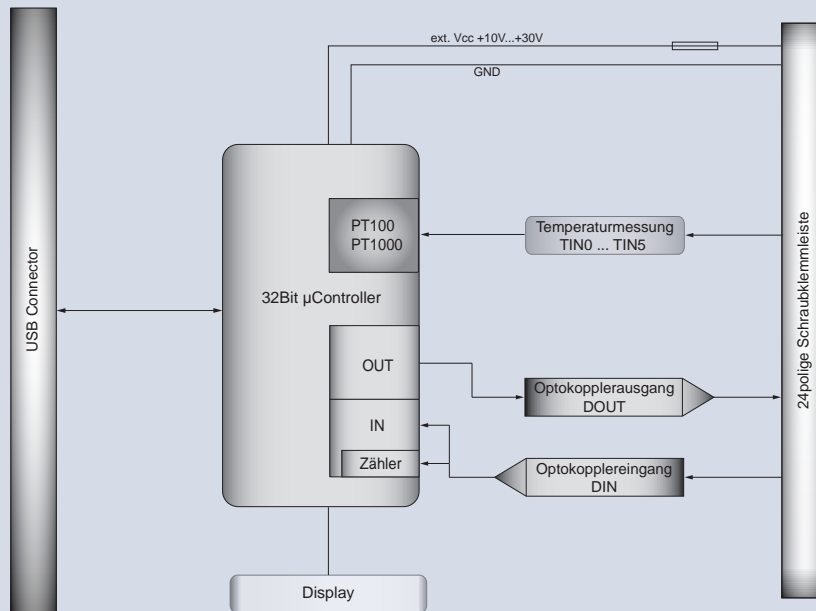 ext. Vcc +10V...+30V
GND
USB Connector
PT100
PT1000
Temperaturmessung
TIN0 ... TIN5
32Bit µController
24polige Schraubklemmleiste
OUT
Optokopplerausgang
DOUT
IN
Zähler
Optokopplereingang
DIN
Display